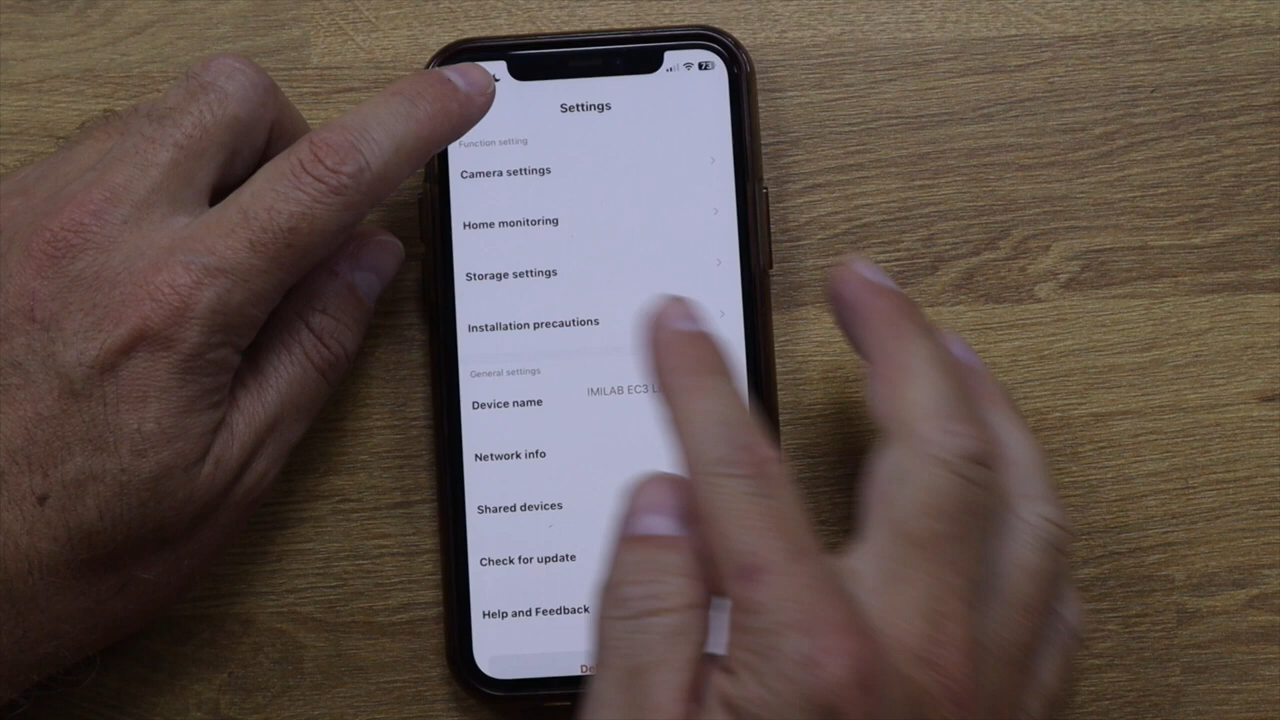 73
Settings
Function setting
Camera settings
Home monitoring
Storage settings
Installation precautions
General settings
IMILAB EC3
Device name
Network info
Shared devices
Check for update
Help and Feedback